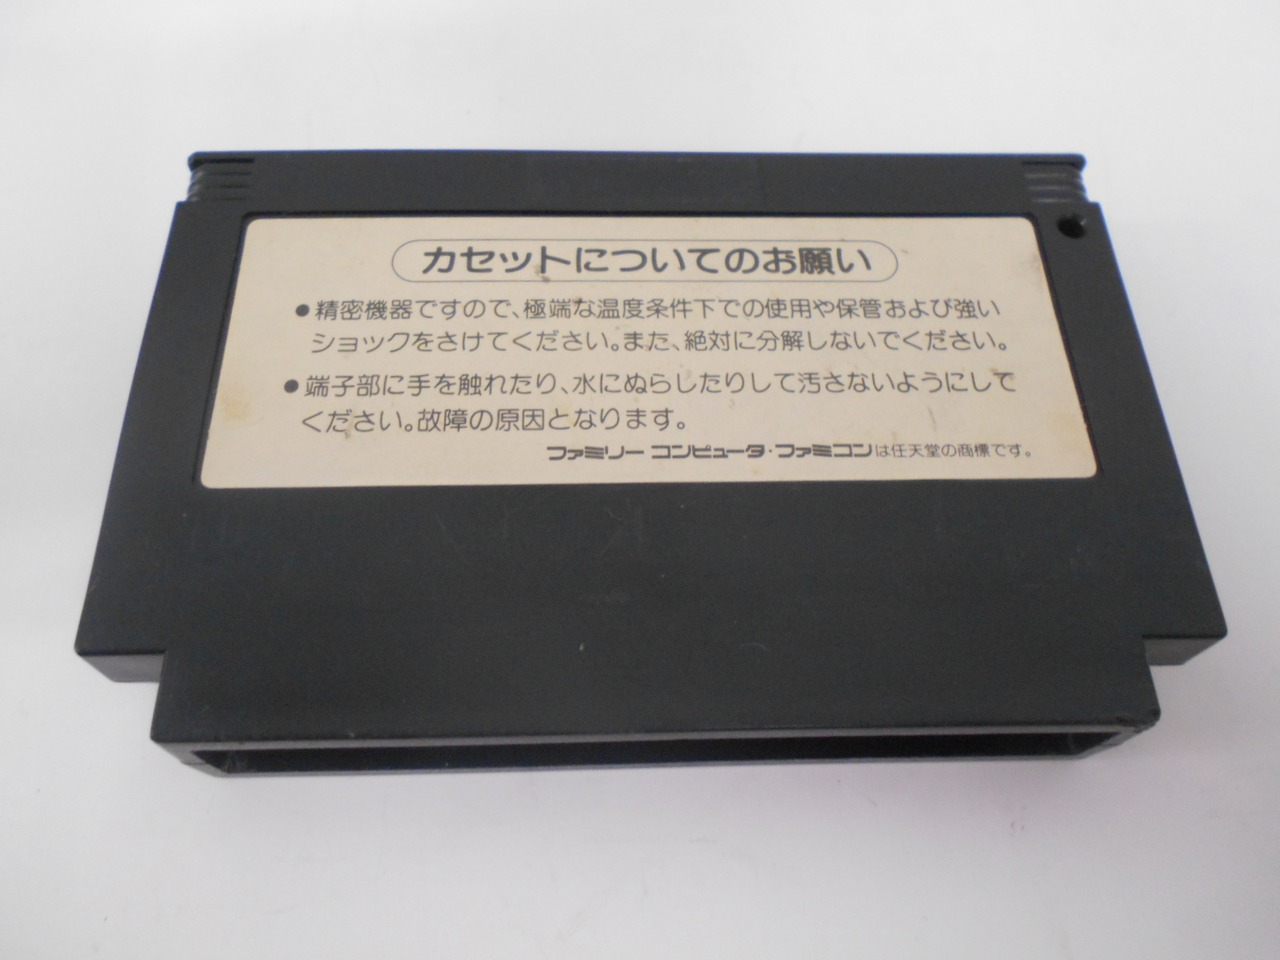 カセットについてのお願い
●精密機器ですので、極端な温度条件下での使用や保管および強い
ショックをさけてください。また、絶対に分解しないでください。
●端子部に手を触れたり、水にぬらしたりして汚さないようにして
ください。故障の原因となります。
ファミリー コンピュータ・ファミコンは任天堂の商標です。